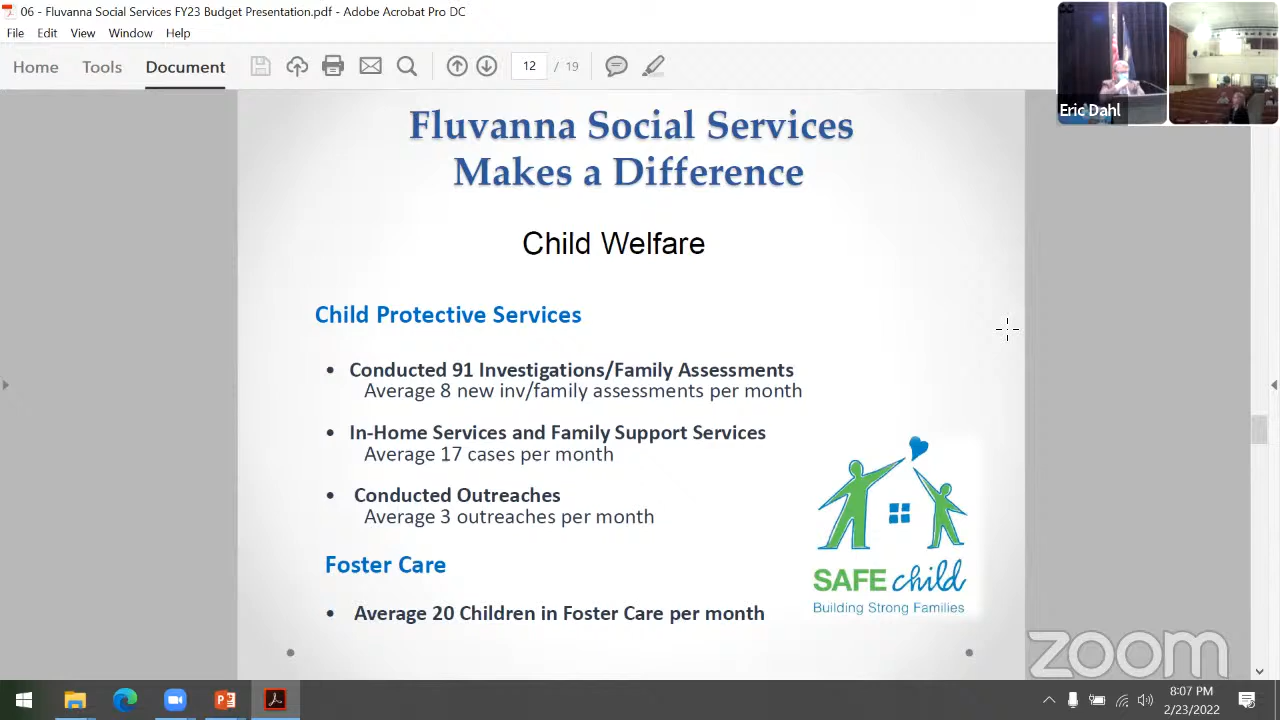 06 - Fluvanna Social Services FY23 Budget Presentation.pdf - Adobe Acrobat Pro DC
File Edit View Window Help
Home Tools Document 12 / 19
Eric Dahl
Fluvanna Social Services
Makes a Difference
Child Welfare
Child Protective Services
• Conducted 91 Investigations/Family Assessments
Average 8 new inv/family assessments per month
• In-Home Services and Family Support Services
Average 17 cases per month
• Conducted Outreaches
Average 3 outreaches per month
Foster Care
• Average 20 Children in Foster Care per month
SAFE child
Building Strong Families
zoom
8:07 PM
2/23/2022